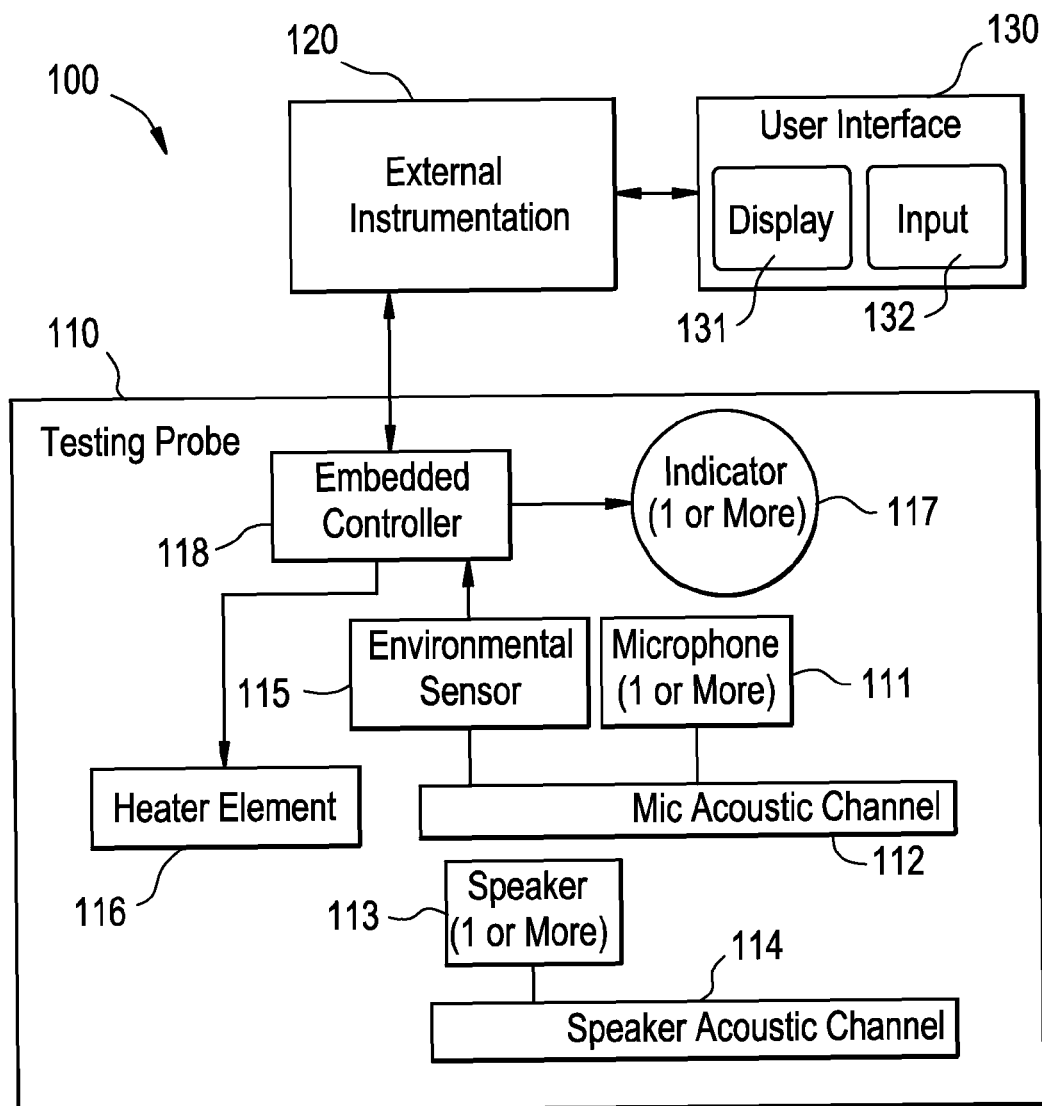 120
130
100
User Interface
External
Instrumentation
Display
Input
131
132
110
Testing Probe
Embedded
Controller
118
Indicator
(1 or More)
117
Environmental
Sensor
115
Microphone
(1 or More)
111
Heater Element
116
Mic Acoustic Channel
112
Speaker
(1 or More)
113
114
Speaker Acoustic Channel